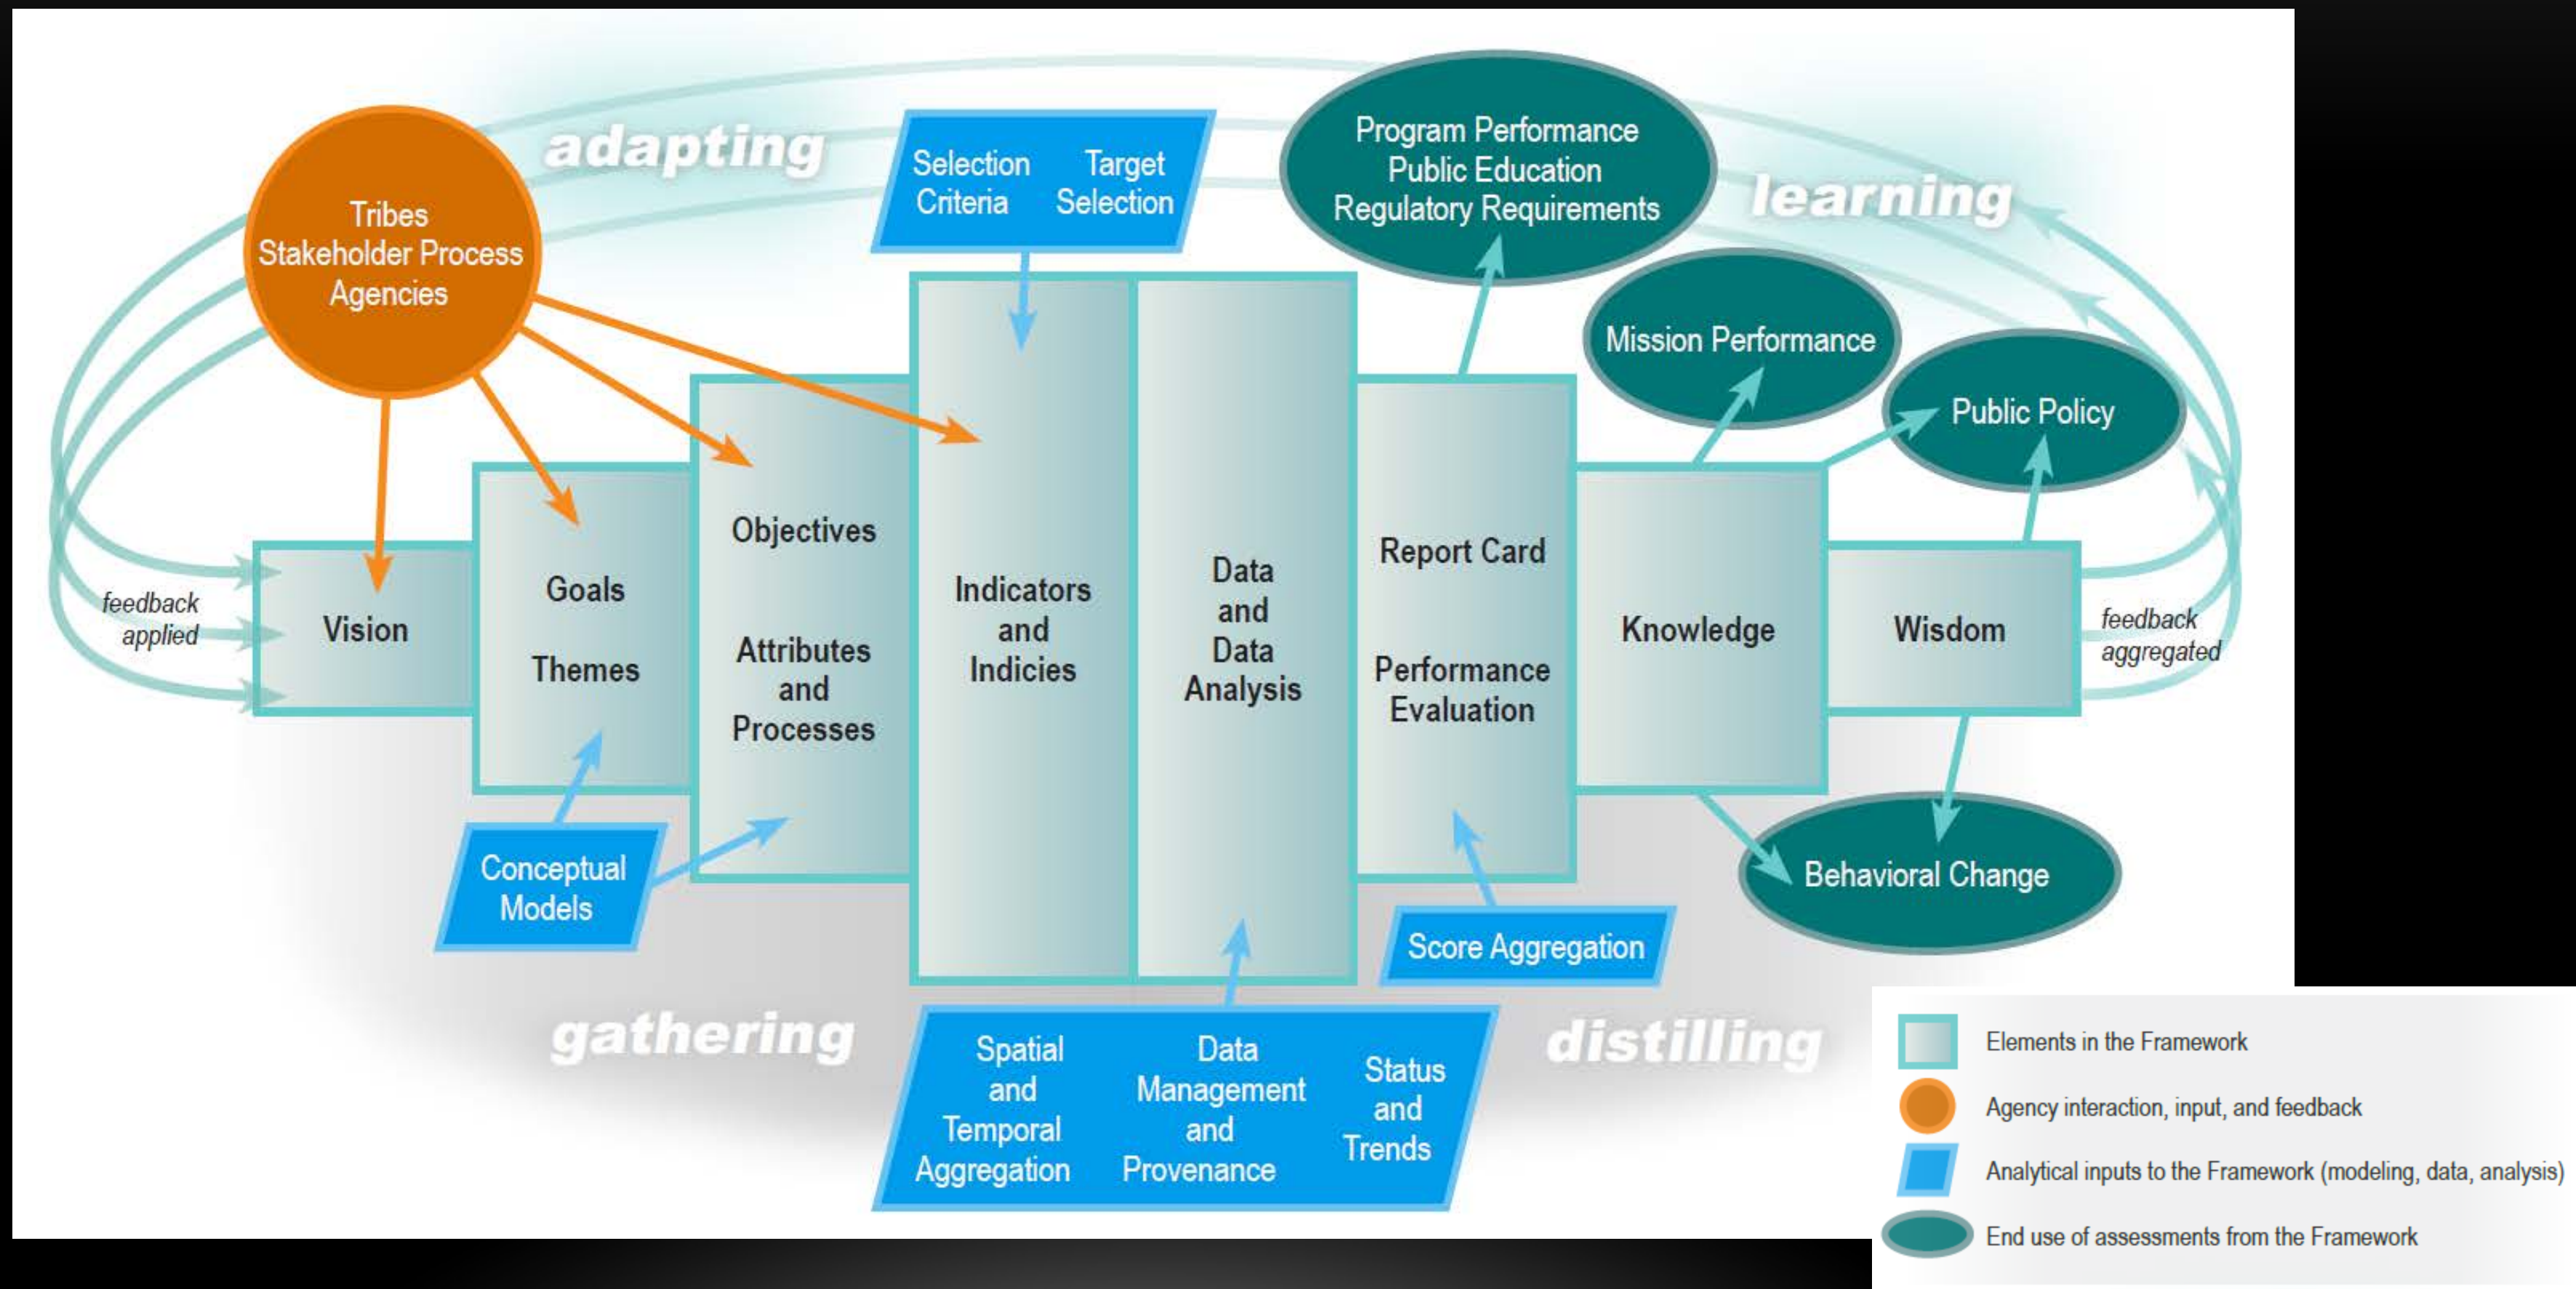 adapting
learning
Tribes
Stakeholder Process
Agencies
Selection
Criteria
Target
Selection
Program Performance
Public Education
Regulatory Requirements
Mission Performance
Public Policy
feedback
applied
Vision
Goals
Themes
Objectives
Attributes
and
Processes
Indicators
and
Indicies
Data
and
Data
Analysis
Report Card
Performance
Evaluation
Knowledge
Wisdom
feedback
aggregated
Conceptual
Models
Score Aggregation
Behavioral Change
gathering
distilling
Spatial
and
Temporal
Aggregation
Data
Management
and
Provenance
Status
and
Trends
Elements in the Framework
Agency interaction, input, and feedback
Analytical inputs to the Framework (modeling, data, analysis)
End use of assessments from the Framework